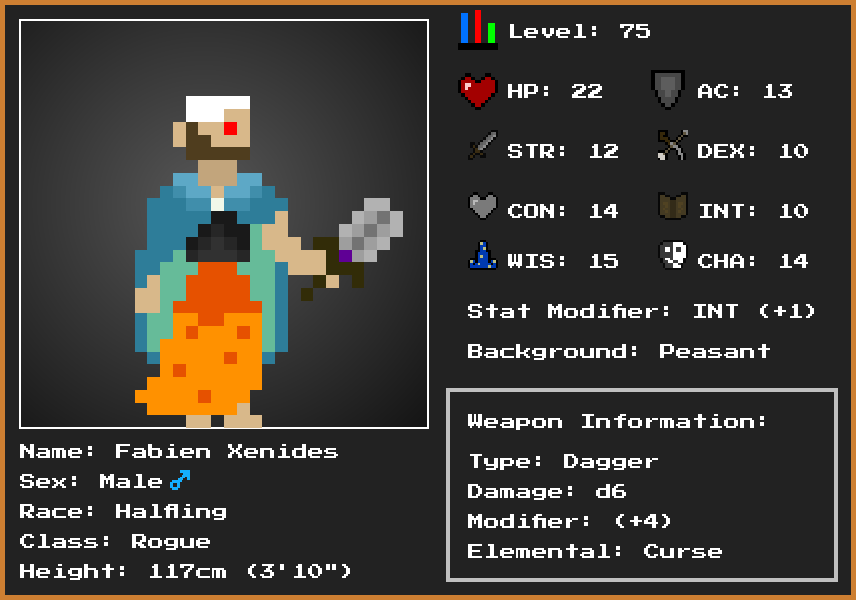 Level: 75
HP: 22 AC: 13
STR: 12 DEX: 10
CON: 14 INT: 10
WIS: 15 CHA: 14
Stat Modifier: INT (+1)
Background: Peasant
Weapon Information:
Type: Dagger
Damage: d6
Modifier: (+4)
Elemental: Curse
Name: Fabien Xenides
Sex: Male ♂
Race: Halfling
Class: Rogue
Height: 117cm (3'10")